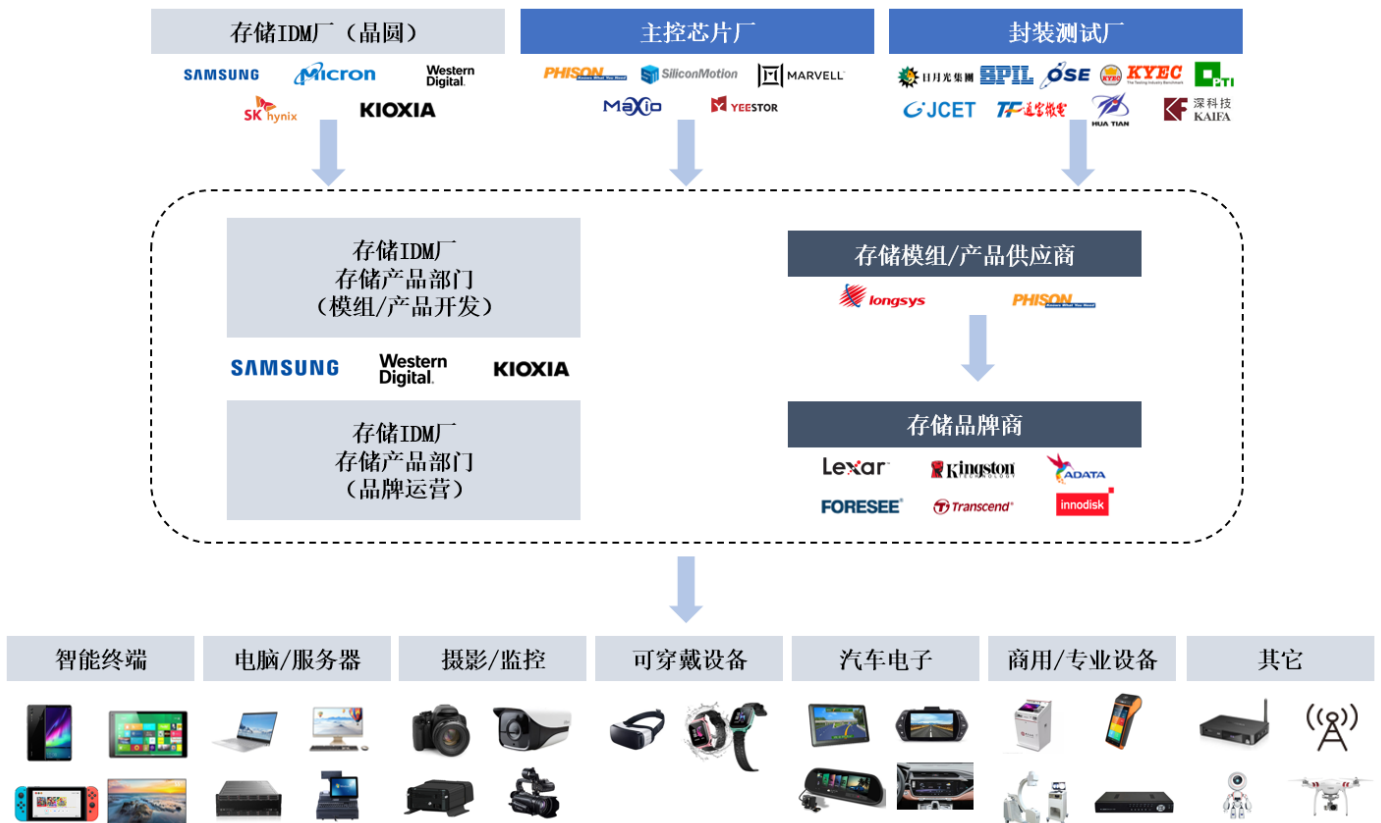 存储IDM厂（晶圆）
主控芯片厂
封装测试厂
SAMSUNG
Micron
Western Digital.
SK hynix
KIOXIA
PHISON
SiliconMotion
MARVELL
Maxio
YEESTOR
日月光集團
SPIL
OSE
KYEC
KYEC
PTI
JCET
TF 通富微電
HUA TIAN
深科技
KAIFA
存储IDM厂
存储产品部门
（模组/产品开发）
SAMSUNG
Western Digital.
KIOXIA
存储IDM厂
存储产品部门
（品牌运营）
存储模组/产品供应商
longsys
PHISON
存储品牌商
Lexar
Kingston
TECHNOLOGY
ADATA
FORESEE®
Transcend®
innodisk
智能终端
电脑/服务器
摄影/监控
可穿戴设备
汽车电子
商用/专业设备
其它